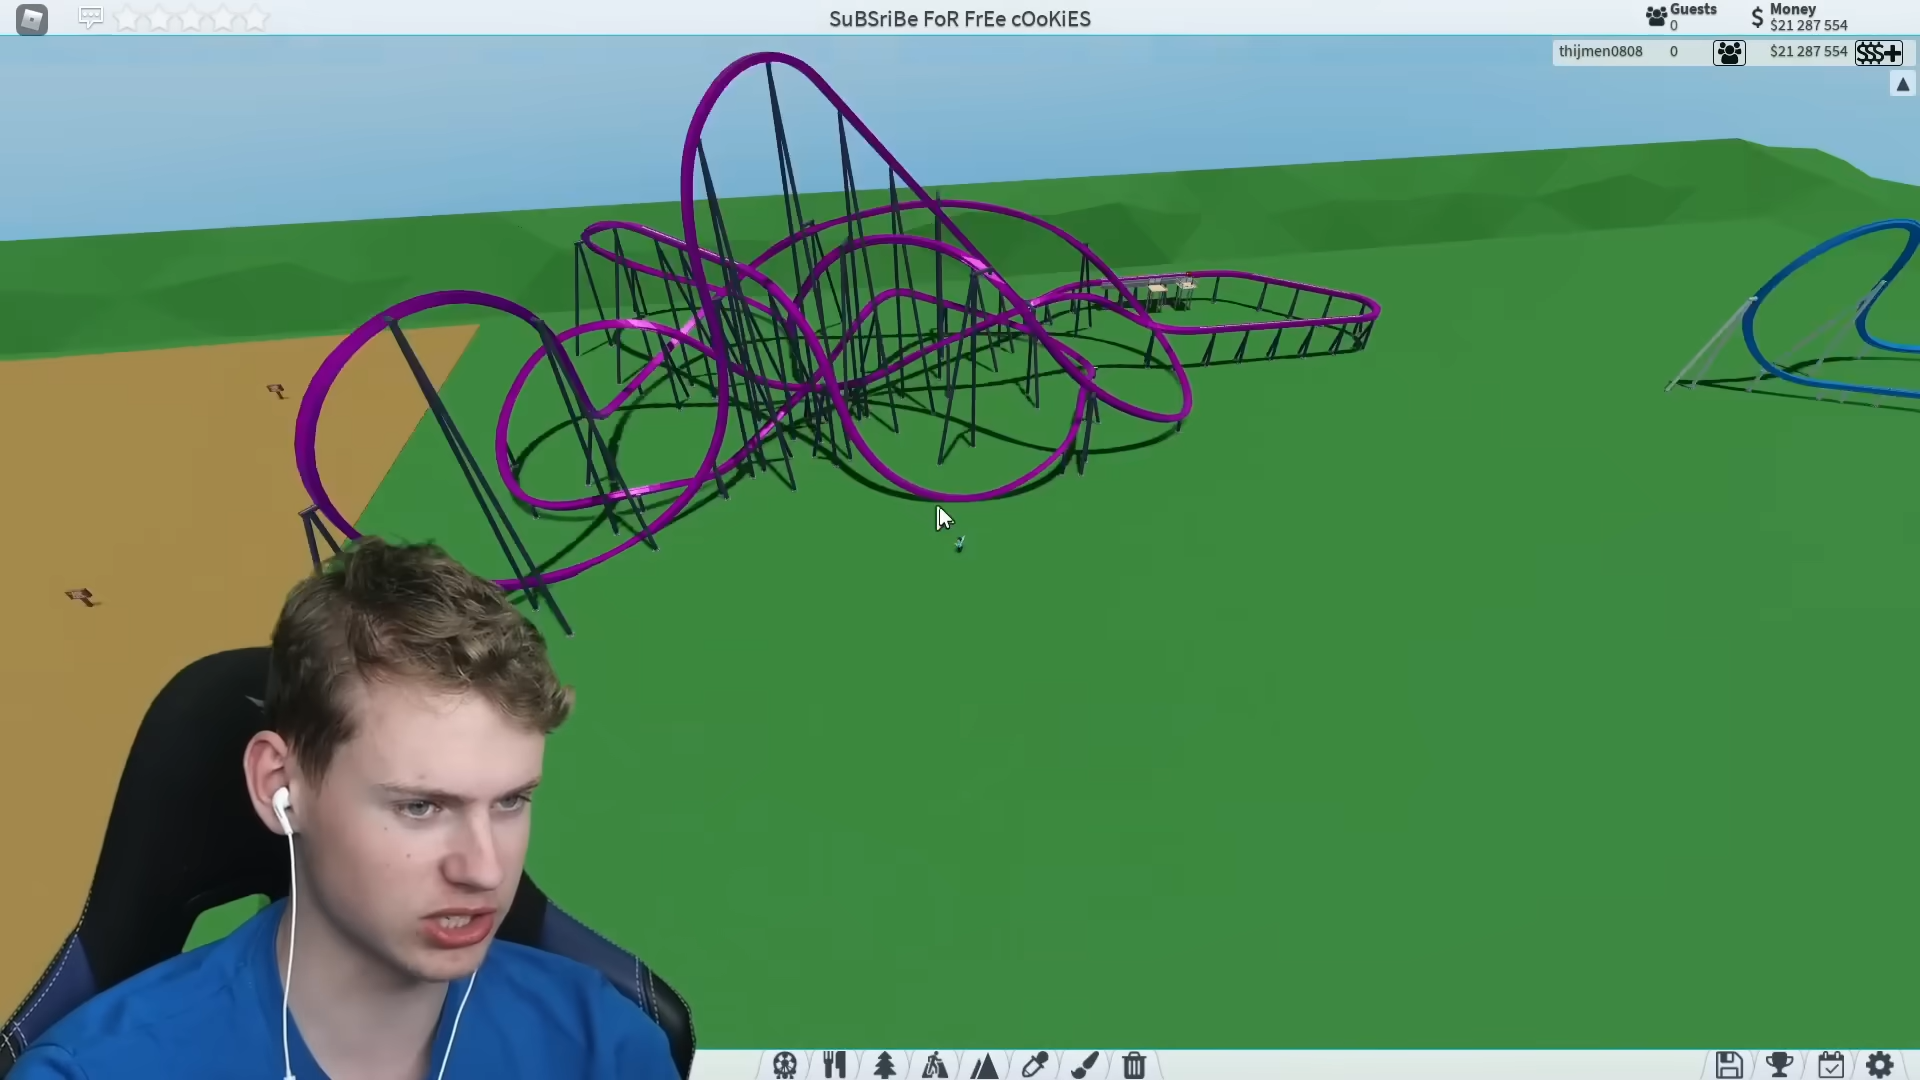 SuBSriBe FoR FrEe cOoKiES
Guests
0
Money
$21 287 554
thijmen0808 0 $21 287 554 $$$+